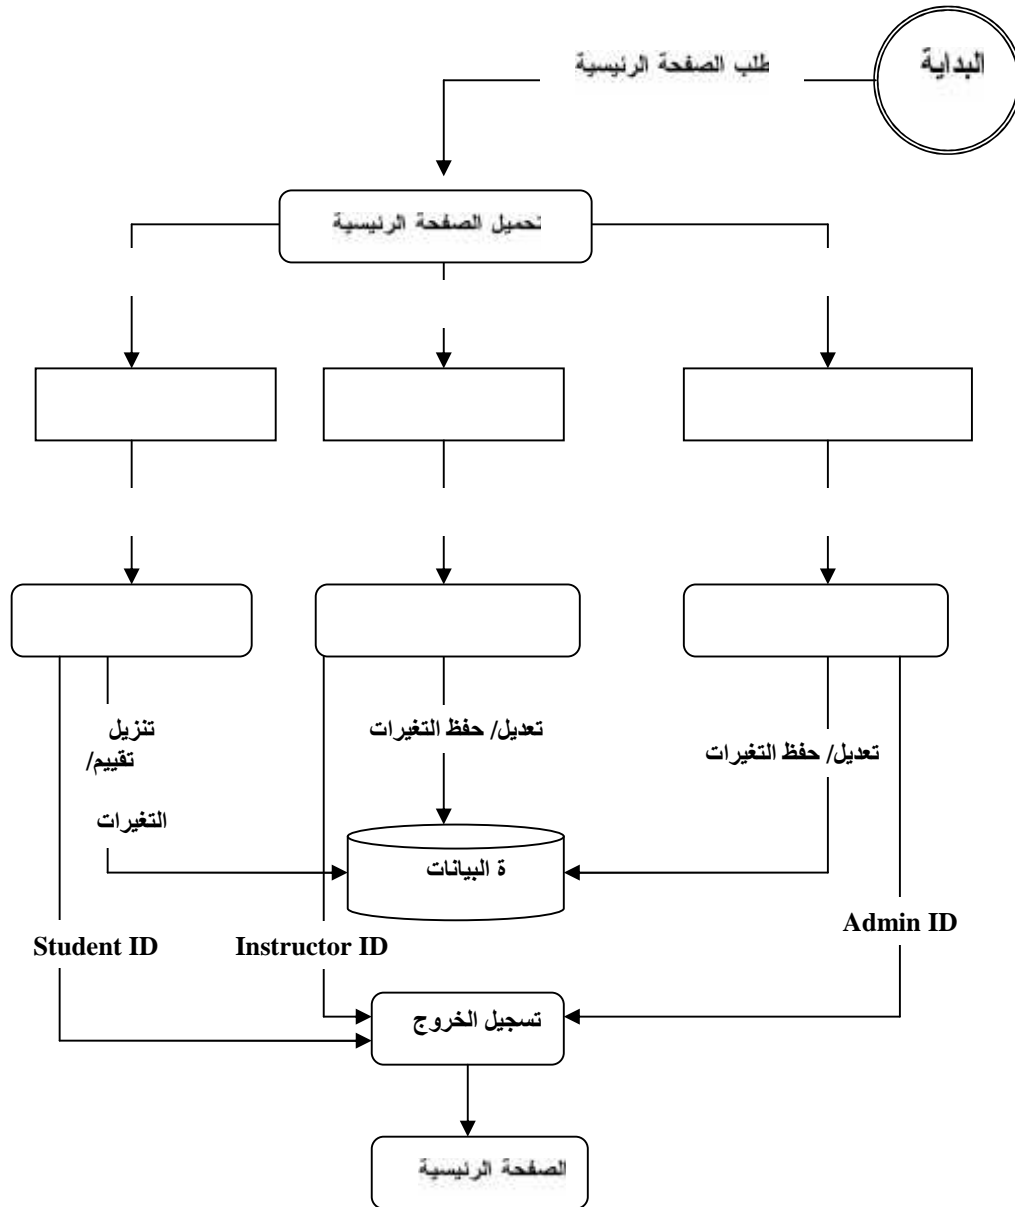 البداية
طلب الصفحة الرئيسية
تحميل الصفحة الرئيسية
تنزيل
تقييم/
التغيرات
تعديل/ حفظ التغيرات
تعديل/ حفظ التغيرات
ة البيانات
Student ID
Instructor ID
Admin ID
تسجيل الخروج
الصفحة الرئيسية